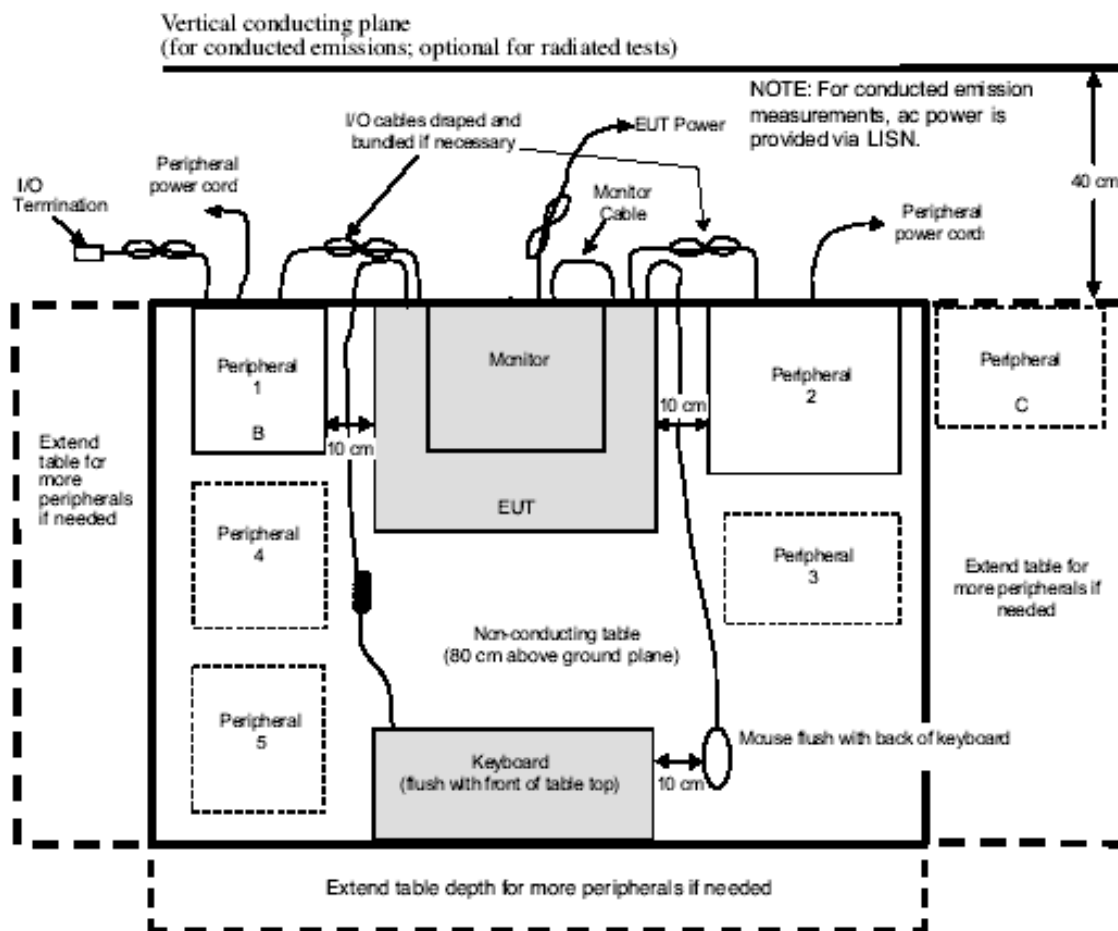 Vertical conducting plane
(for conducted emissions; optional for radiated tests)
NOTE: For conducted emission
measurements, ac power is
provided via LISN.
I/O cables draped and
bundled if necessary
EUT Power
40 cm
Peripheral
power cord
I/O
Termination
Monitor
Cable
Peripheral
power cord
Peripheral
1
B
Monitor
Peripheral
2
Peripheral
C
10 cm
10 cm
EUT
Extend
table for
more
peripherals
if needed
Peripheral
4
Peripheral
3
Extend table for
more peripherals if
needed
Non-conducting table
(80 cm above ground plane)
Peripheral
5
Keyboard
(flush with front of table top)
10 cm
Mouse flush with back of keyboard
Extend table depth for more peripherals if needed